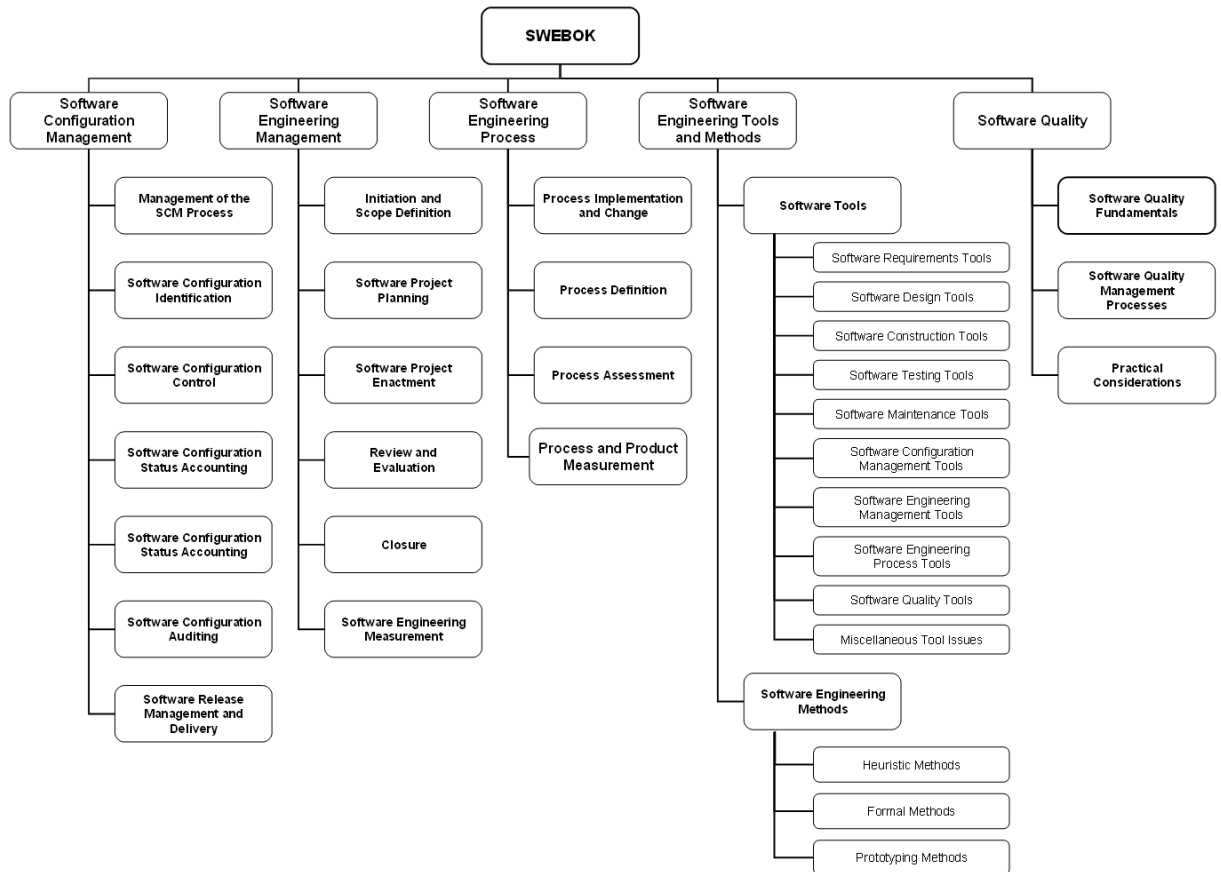 SWEBOK
Software
Configuration
Management
Software
Engineering
Management
Software
Engineering
Process
Software
Engineering Tools
and Methods
Software Quality
Management of the
SCM Process
Software Configuration
Identification
Software Configuration
Control
Software Configuration
Status Accounting
Software Configuration
Status Accounting
Software Configuration
Auditing
Software Release
Management and
Delivery
Initiation and
Scope Definition
Software Project
Planning
Software Project
Enactment
Review and
Evaluation
Closure
Software Engineering
Measurement
Process Implementation
and Change
Process Definition
Process Assessment
Process and Product
Measurement
Software Tools
Software Requirements Tools
Software Design Tools
Software Construction Tools
Software Testing Tools
Software Maintenance Tools
Software Configuration
Management Tools
Software Engineering
Management Tools
Software Engineering
Process Tools
Software Quality Tools
Miscellaneous Tool Issues
Software Engineering
Methods
Heuristic Methods
Formal Methods
Prototyping Methods
Software Quality
Fundamentals
Software Quality
Management
Processes
Practical
Considerations